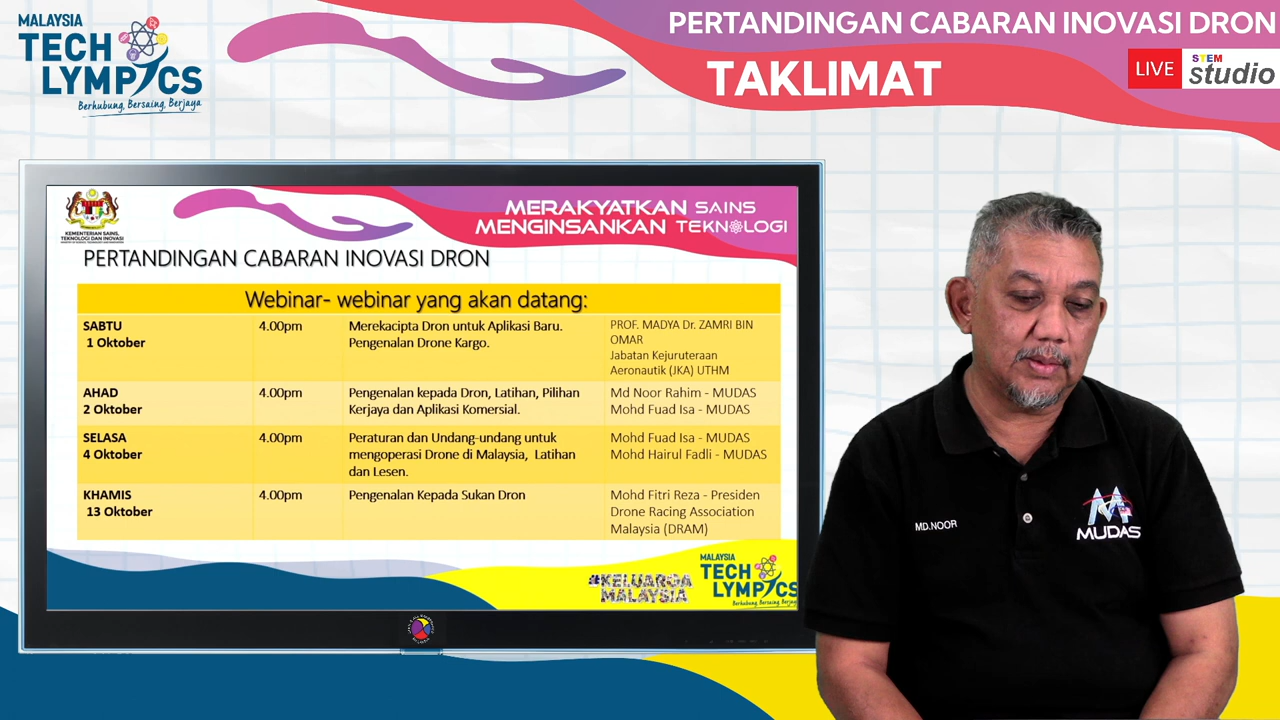 MALAYSIA
TECH
LYMPICS
Berhubung, Bersaing, Berjaya
PERTANDINGAN CABARAN INOVASI DRON
TAKLIMAT
LIVE
STEM
studio
KEMENTERIAN SAINS,
TEKNOLOGI DAN INOVASI
MERAKYATKAN SAINS
MENGINSANKAN TEKNOLOGI
PERTANDINGAN CABARAN INOVASI DRON
Webinar- webinar yang akan datang:
SABTU
1 Oktober
4.00pm
Merekacipta Dron untuk Aplikasi Baru.
Pengenalan Drone Kargo.
PROF. MADYA Dr. ZAMRI BIN
OMAR
Jabatan Kejuruteraan
Aeronautik (JKA) UTHM
AHAD
2 Oktober
4.00pm
Pengenalan kepada Dron, Latihan, Pilihan
Kerjaya dan Aplikasi Komersial.
Md Noor Rahim - MUDAS
Mohd Fuad Isa - MUDAS
SELASA
4 Oktober
4.00pm
Peraturan dan Undang-undang untuk
mengoperasi Drone di Malaysia, Latihan
dan Lesen.
Mohd Fuad Isa - MUDAS
Mohd Hairul Fadli - MUDAS
KHAMIS
13 Oktober
4.00pm
Pengenalan Kepada Sukan Dron
Mohd Fitri Reza - Presiden
Drone Racing Association
Malaysia (DRAM)
#KELUARGA
MALAYSIA
MALAYSIA
TECH
LYMPICS
Berhubung, Bersaing, Berjaya
MD.NOOR
MUDAS